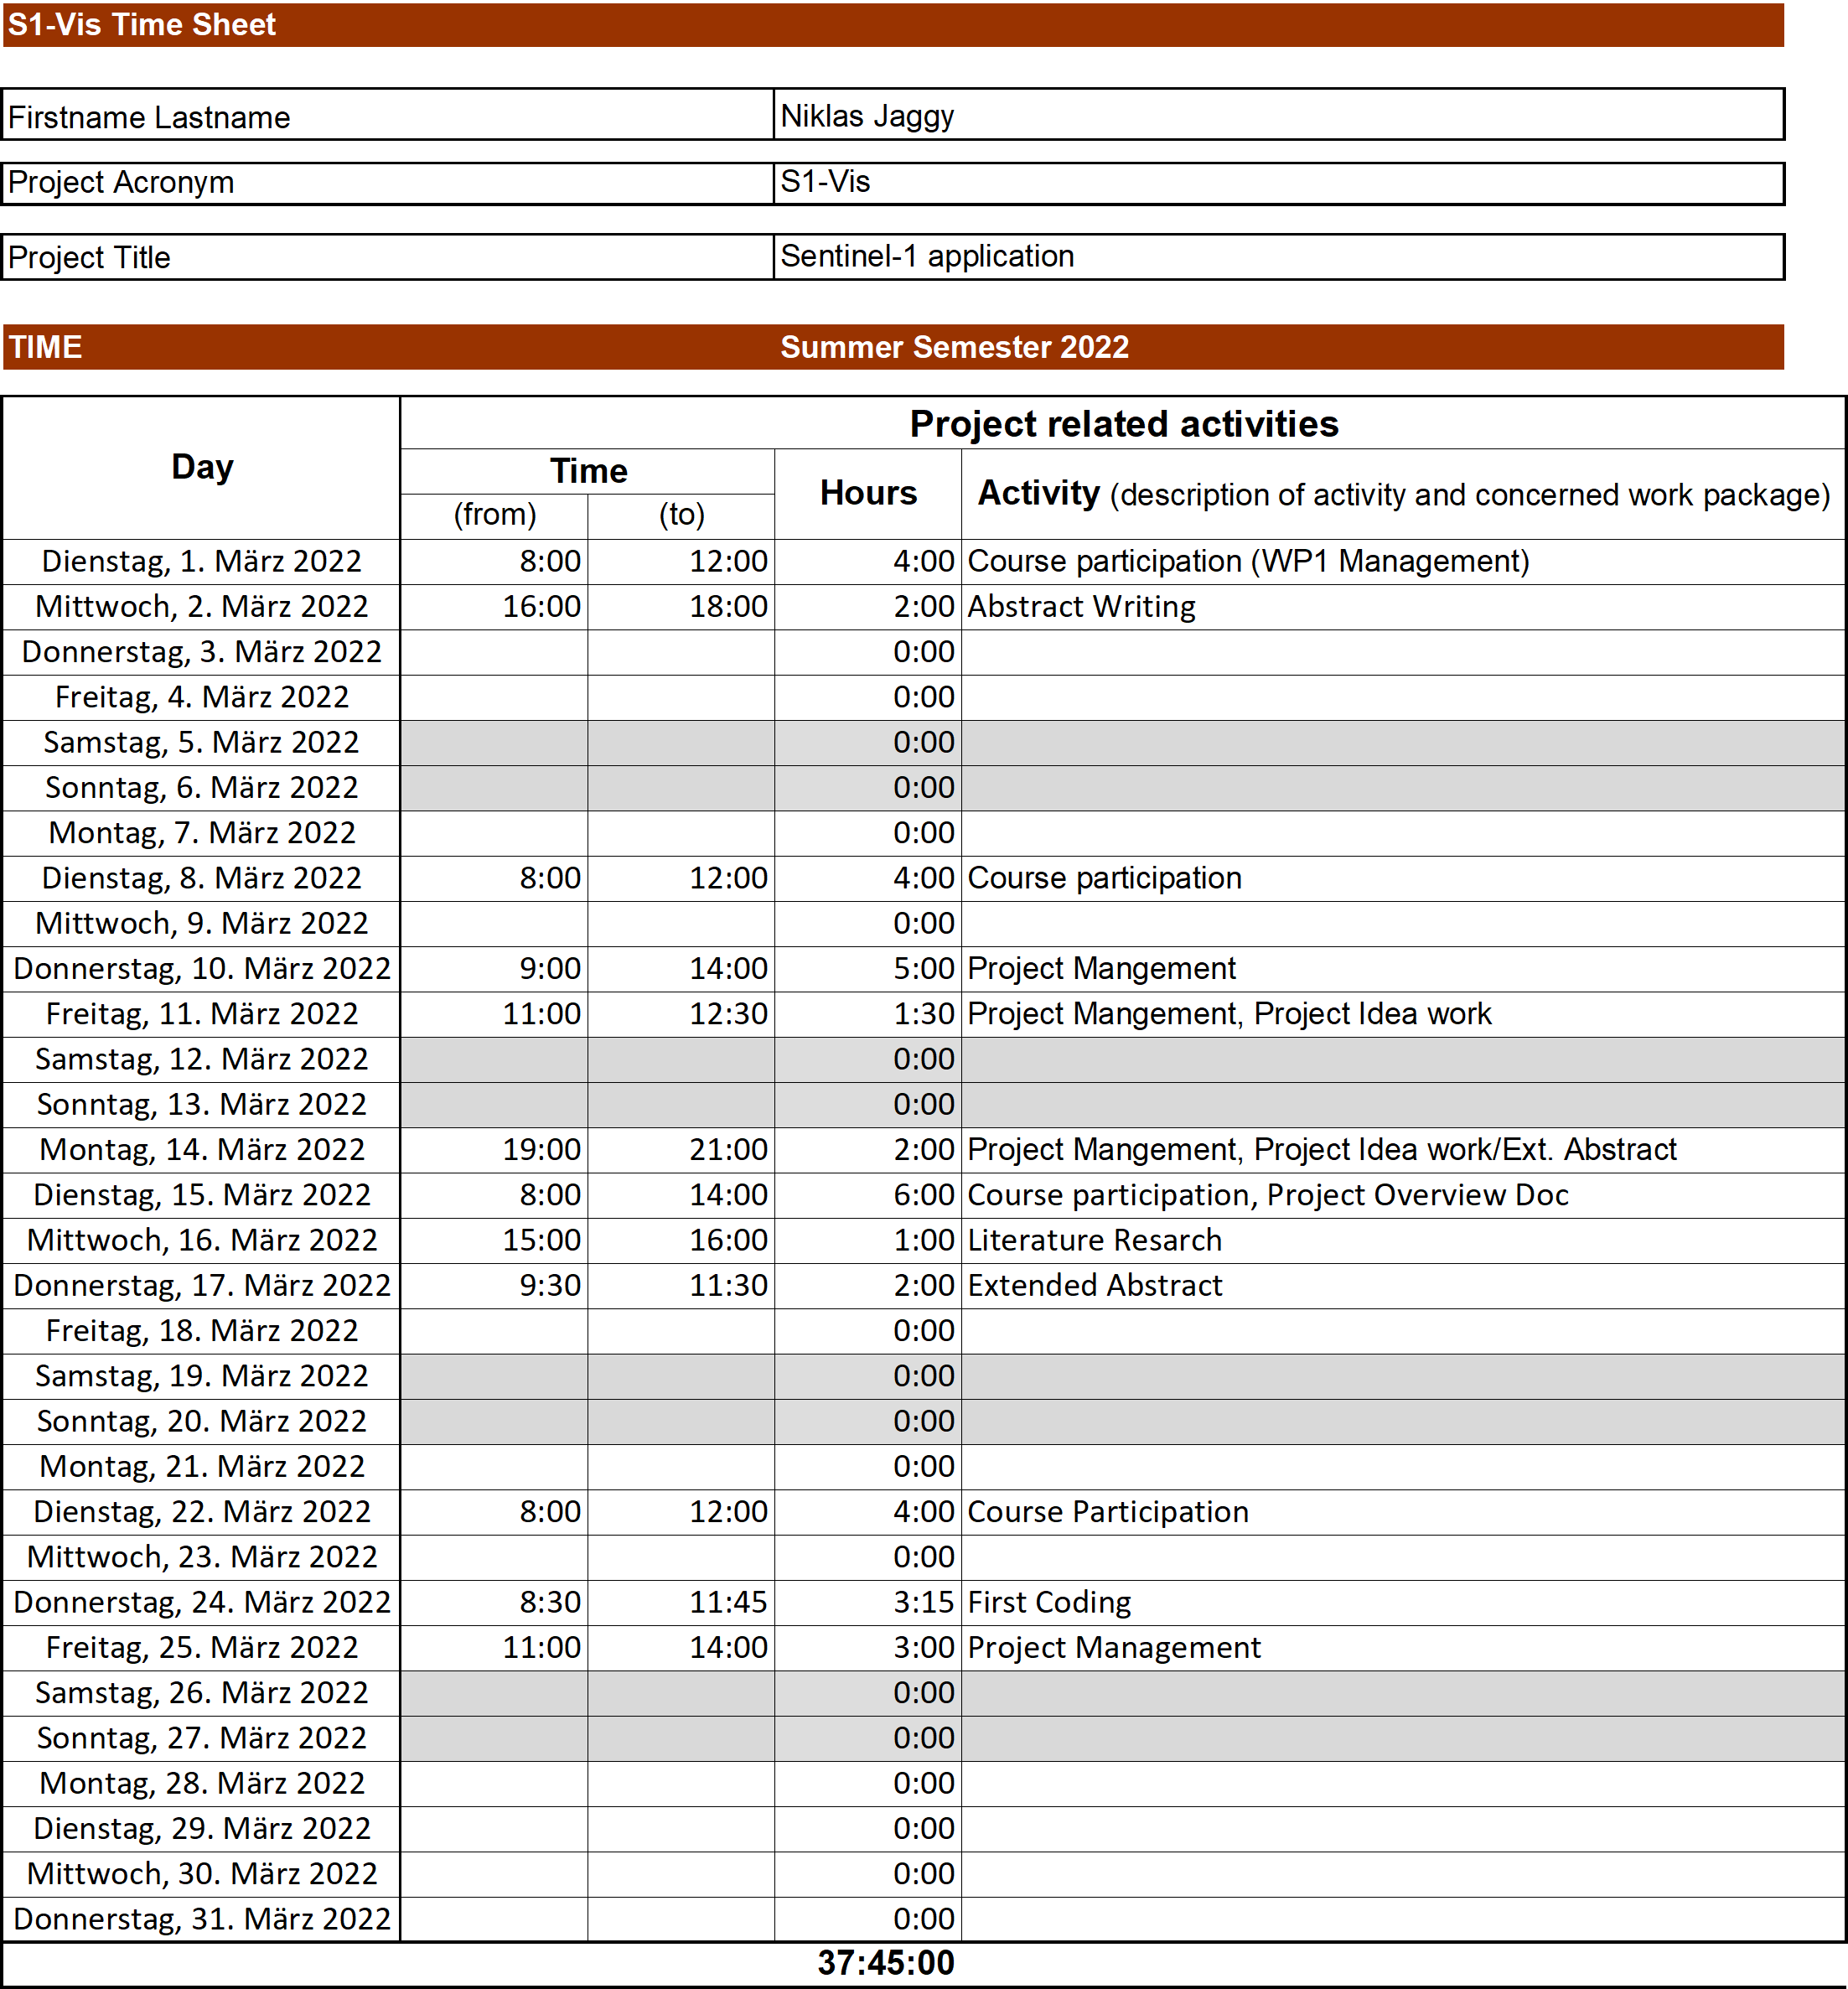 S1-Vis Time Sheet
Firstname Lastname Niklas Jaggy
Project Acronym S1-Vis
Project Title Sentinel-1 application
TIME Summer Semester 2022
Day Project related activities
Time Hours Activity (description of activity and concerned work package)
(from) (to)
Dienstag, 1. März 2022 8:00 12:00 4:00 Course participation (WP1 Management)
Mittwoch, 2. März 2022 16:00 18:00 2:00 Abstract Writing
Donnerstag, 3. März 2022 0:00
Freitag, 4. März 2022 0:00
Samstag, 5. März 2022 0:00
Sonntag, 6. März 2022 0:00
Montag, 7. März 2022 0:00
Dienstag, 8. März 2022 8:00 12:00 4:00 Course participation
Mittwoch, 9. März 2022 0:00
Donnerstag, 10. März 2022 9:00 14:00 5:00 Project Mangement
Freitag, 11. März 2022 11:00 12:30 1:30 Project Mangement, Project Idea work
Samstag, 12. März 2022 0:00
Sonntag, 13. März 2022 0:00
Montag, 14. März 2022 19:00 21:00 2:00 Project Mangement, Project Idea work/Ext. Abstract
Dienstag, 15. März 2022 8:00 14:00 6:00 Course participation, Project Overview Doc
Mittwoch, 16. März 2022 15:00 16:00 1:00 Literature Resarch
Donnerstag, 17. März 2022 9:30 11:30 2:00 Extended Abstract
Freitag, 18. März 2022 0:00
Samstag, 19. März 2022 0:00
Sonntag, 20. März 2022 0:00
Montag, 21. März 2022 0:00
Dienstag, 22. März 2022 8:00 12:00 4:00 Course Participation
Mittwoch, 23. März 2022 0:00
Donnerstag, 24. März 2022 8:30 11:45 3:15 First Coding
Freitag, 25. März 2022 11:00 14:00 3:00 Project Management
Samstag, 26. März 2022 0:00
Sonntag, 27. März 2022 0:00
Montag, 28. März 2022 0:00
Dienstag, 29. März 2022 0:00
Mittwoch, 30. März 2022 0:00
Donnerstag, 31. März 2022 0:00
37:45:00